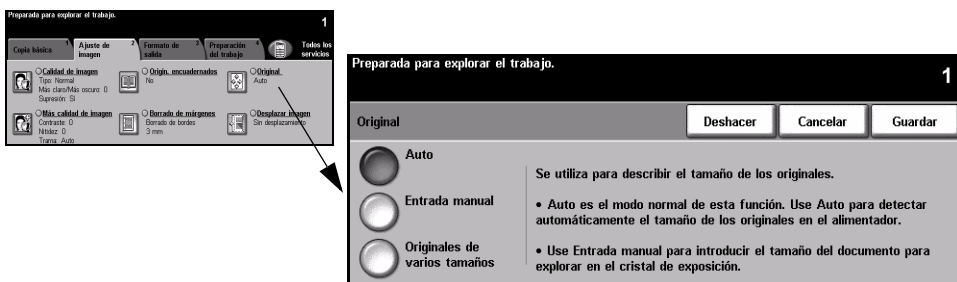 Preparada para explorar el trabajo.
1
Copia básica 1
Ajuste de imagen 2
Formato de salida 3
Preparación del trabajo 4
Todos los servicios
Calidad de imagen
Tipo: Normal
Más claro/Más oscuro: 0
Supresión: Sí
Origin. encuadernados
No
Original
Auto
Más calidad de imagen
Contraste: 0
Nitidez: 0
Trama: Auto
Borrado de márgenes
Borrado de bordes
3 mm
Desplazar imagen
Sin desplazamiento
Preparada para explorar el trabajo.
1
Original
Deshacer
Cancelar
Guardar
Auto
Entrada manual
Originales de
varios tamaños
Se utiliza para describir el tamaño de los originales.
• Auto es el modo normal de esta función. Use Auto para detectar
automáticamente el tamaño de los originales en el alimentador.
• Use Entrada manual para introducir el tamaño del documento para
explorar en el cristal de exposición.